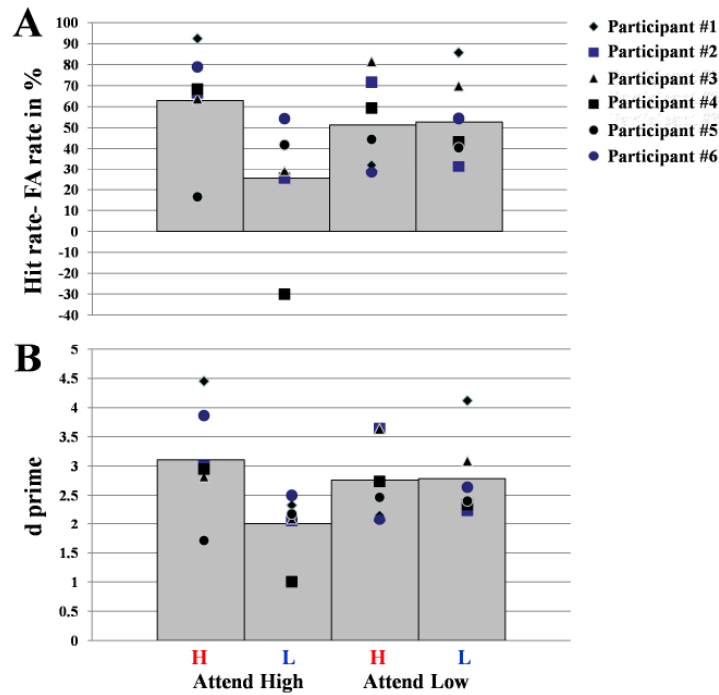 A
Hit rate- FA rate in %
100
90
80
70
60
50
40
30
20
10
0
-10
-20
-30
-40
Participant #1
Participant #2
Participant #3
Participant #4
Participant #5
Participant #6
B
d prime
5
4.5
4
3.5
3
2.5
2
1.5
1
0.5
0
H L H L
Attend High Attend Low